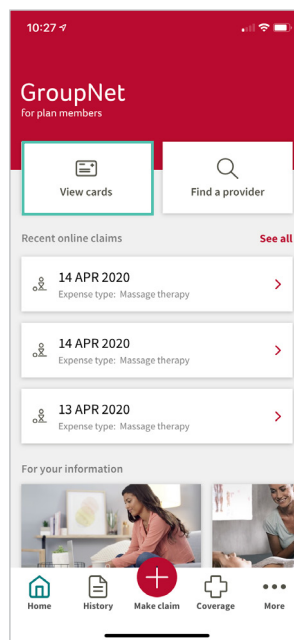 10:27
GroupNet
for plan members
View cards
Find a provider
Recent online claims
See all
14 APR 2020
Expense type: Massage therapy
14 APR 2020
Expense type: Massage therapy
13 APR 2020
Expense type: Massage therapy
For your information
Home
History
Make claim
Coverage
More